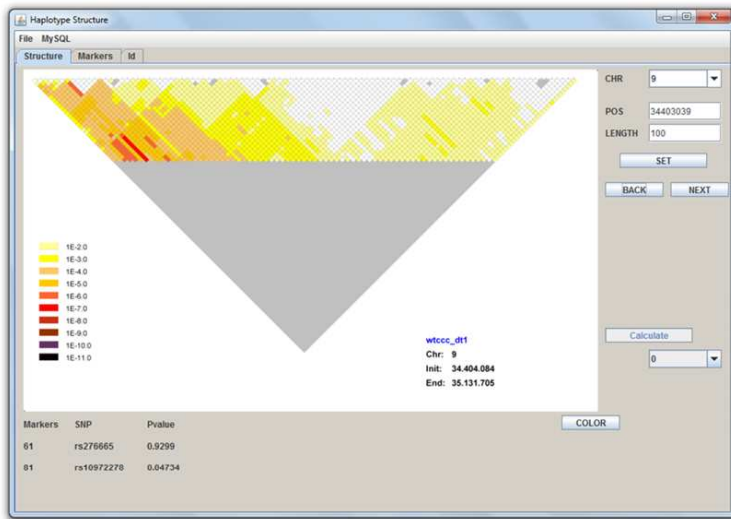 Haplotype Structure
File MySQL
Structure Markers Id
CHR 9
POS 34403039
LENGTH 100
SET
BACK NEXT
1E-2.0
1E-3.0
1E-4.0
1E-5.0
1E-6.0
1E-7.0
1E-8.0
1E-9.0
1E-10.0
1E-11.0
wtccc_dt1
Chr: 9
Init: 34.404.084
End: 35.131.705
Calculate
0
COLOR
Markers SNP Pvalue
61 rs276665 0.9299
81 rs10972278 0.04734